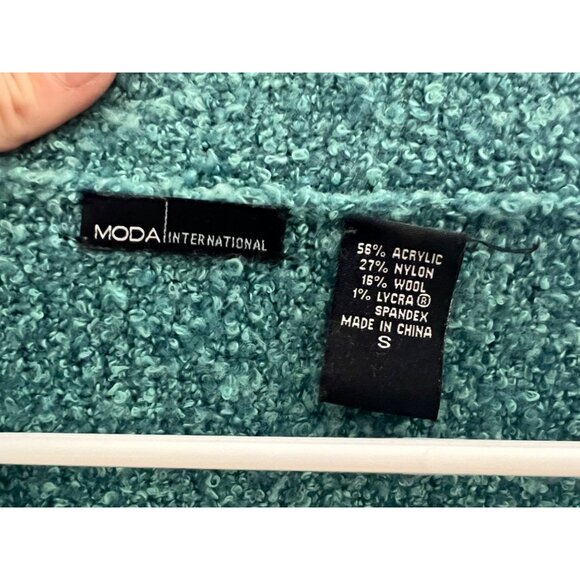 MODA INTERNATIONAL
56% ACRYLIC
27% NYLON
16% WOOL
1% LYCRA ®
SPANDEX
MADE IN CHINA
S